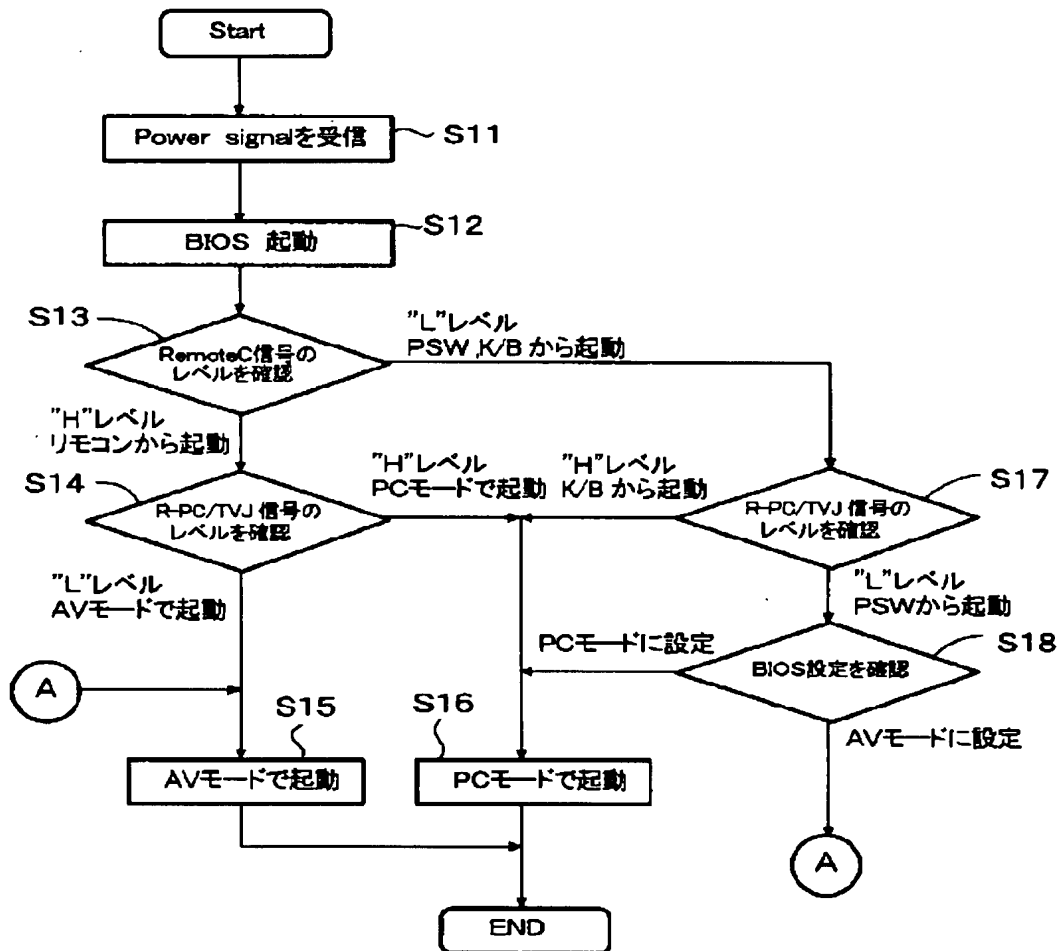 Start
Power signalを受信
S11
BIOS 起動
S12
S13
RemoteC信号の
レベルを確認
"L"レベル
PSW,K/B から起動
"H"レベル
リモコンから起動
S14
R-PC/TVJ 信号の
レベルを確認
"H"レベル
PCモードで起動
"H"レベル
K/B から起動
S17
R-PC/TVJ 信号の
レベルを確認
"L"レベル
AVモードで起動
"L"レベル
PSWから起動
PCモードに設定
S18
BIOS設定を確認
A
S15
AVモードで起動
S16
PCモードで起動
AVモードに設定
A
END